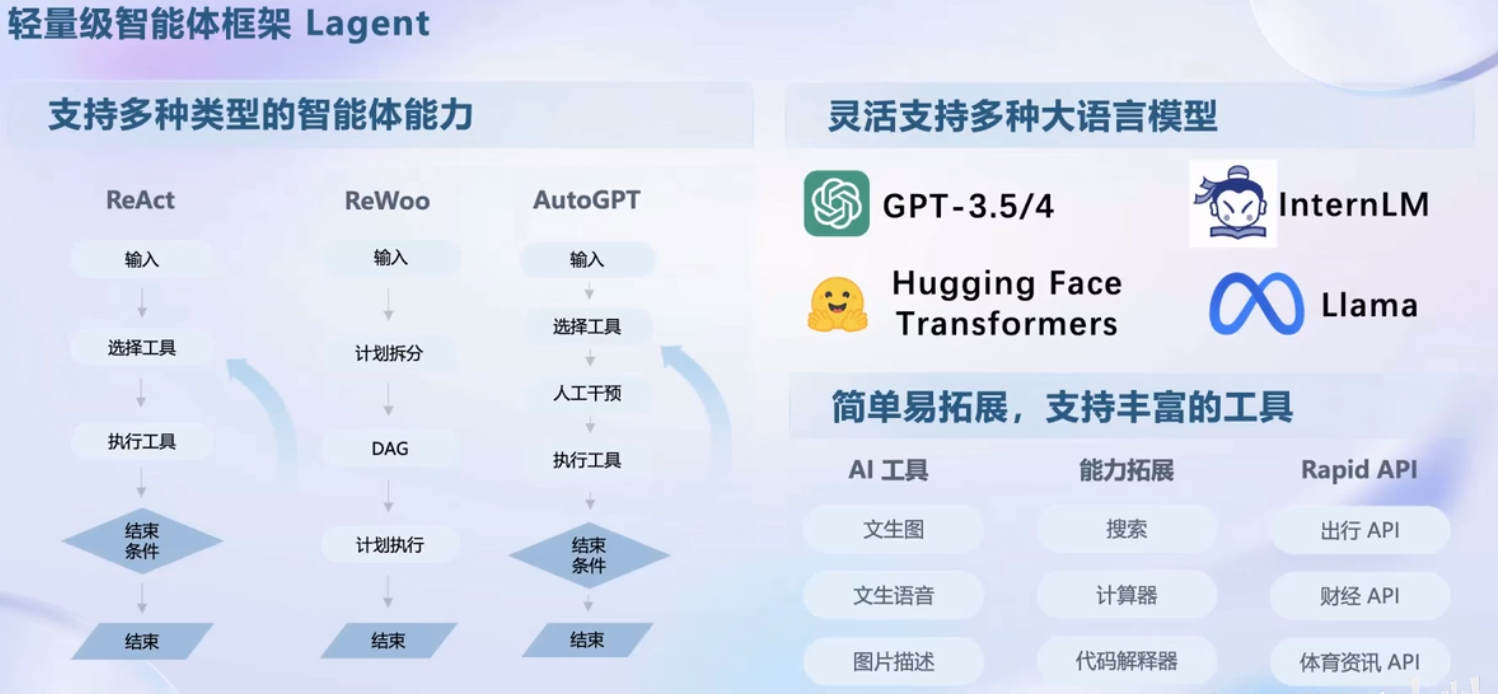 轻量级智能体框架 Lagent
支持多种类型的智能体能力
ReAct
输入
选择工具
执行工具
结束
条件
结束
ReWoo
输入
计划拆分
DAG
计划执行
结束
AutoGPT
输入
选择工具
人工干预
执行工具
结束
条件
结束
灵活支持多种大语言模型
GPT-3.5/4
InternLM
Hugging Face
Transformers
Llama
简单易拓展，支持丰富的工具
AI 工具
文生图
文生语音
图片描述
能力拓展
搜索
计算器
代码解释器
Rapid API
出行 API
财经 API
体育资讯 API